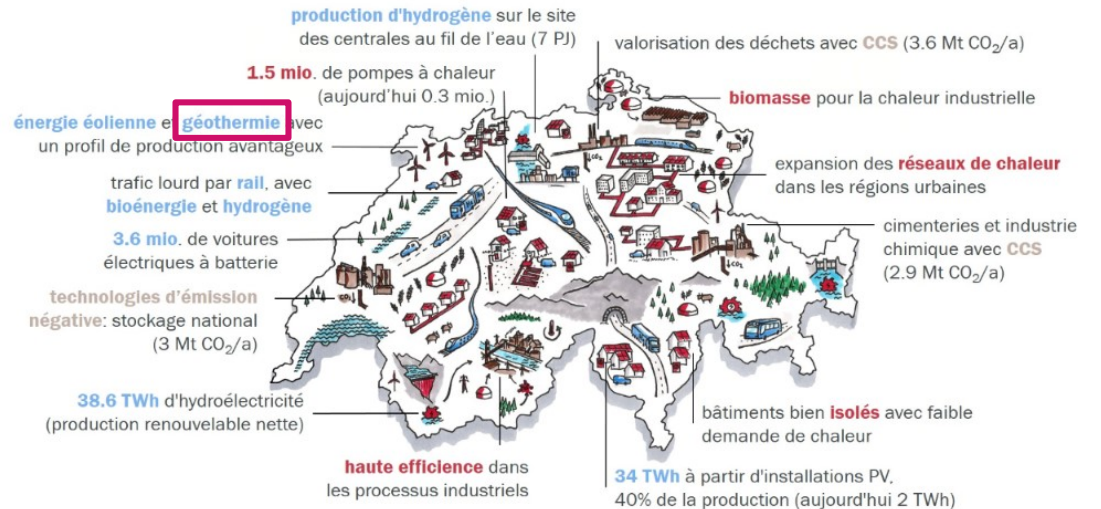 production d'hydrogène sur le site
des centrales au fil de l'eau (7 PJ)
valorisation des déchets avec CCS (3.6 Mt CO₂/a)
1.5 mio. de pompes à chaleur
(aujourd'hui 0.3 mio.)
biomasse pour la chaleur industrielle
énergie éolienne et géothermie avec
un profil de production avantageux
expansion des réseaux de chaleur
dans les régions urbaines
trafic lourd par rail, avec
bioénergie et hydrogène
cimenteries et industrie
chimique avec CCS
(2.9 Mt CO₂/a)
3.6 mio. de voitures
électriques à batterie
technologies d'émission
négative: stockage national
(3 Mt CO₂/a)
38.6 TWh d'hydroélectricité
(production renouvelable nette)
bâtiments bien isolés avec faible
demande de chaleur
haute efficience dans
les processus industriels
34 TWh à partir d'installations PV,
40% de la production (aujourd'hui 2 TWh)
CO₂
CO₂
CO₂